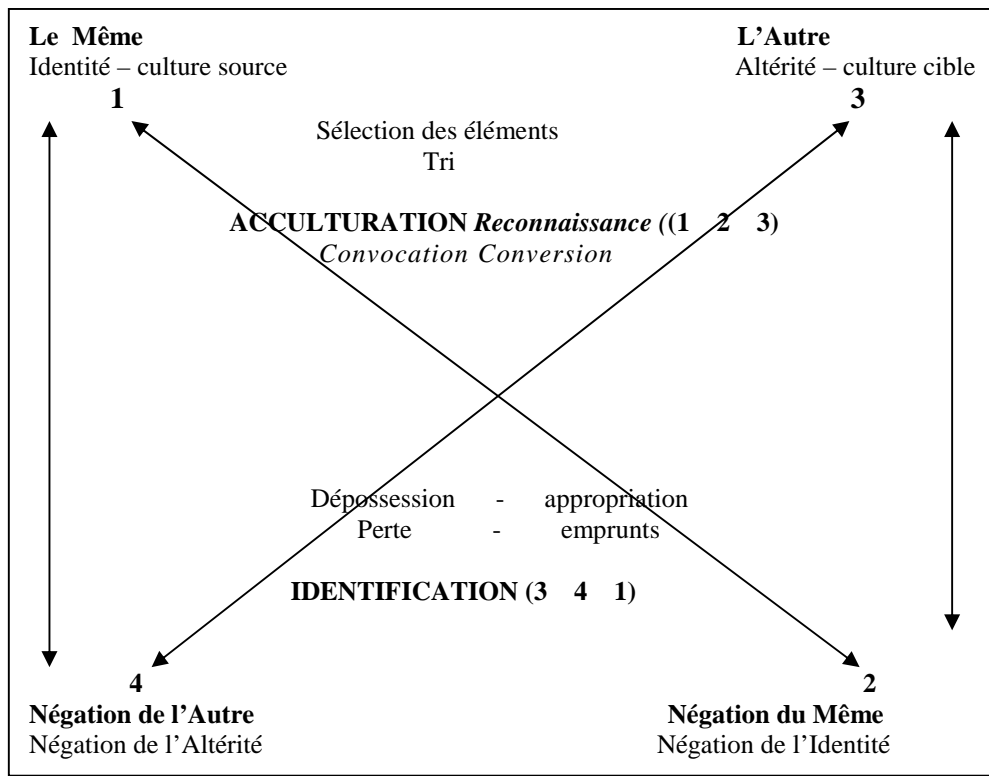 Le Même
L’Autre
Identité – culture source
Altérité – culture cible
1
3
Sélection des éléments
Tri
ACCULTURATION Reconnaissance ((1 2 3)
Convocation Conversion
Dépossession - appropriation
Perte - emprunts
IDENTIFICATION (3 4 1)
4
2
Négation de l’Autre
Négation du Même
Négation de l’Altérité
Négation de l’Identité